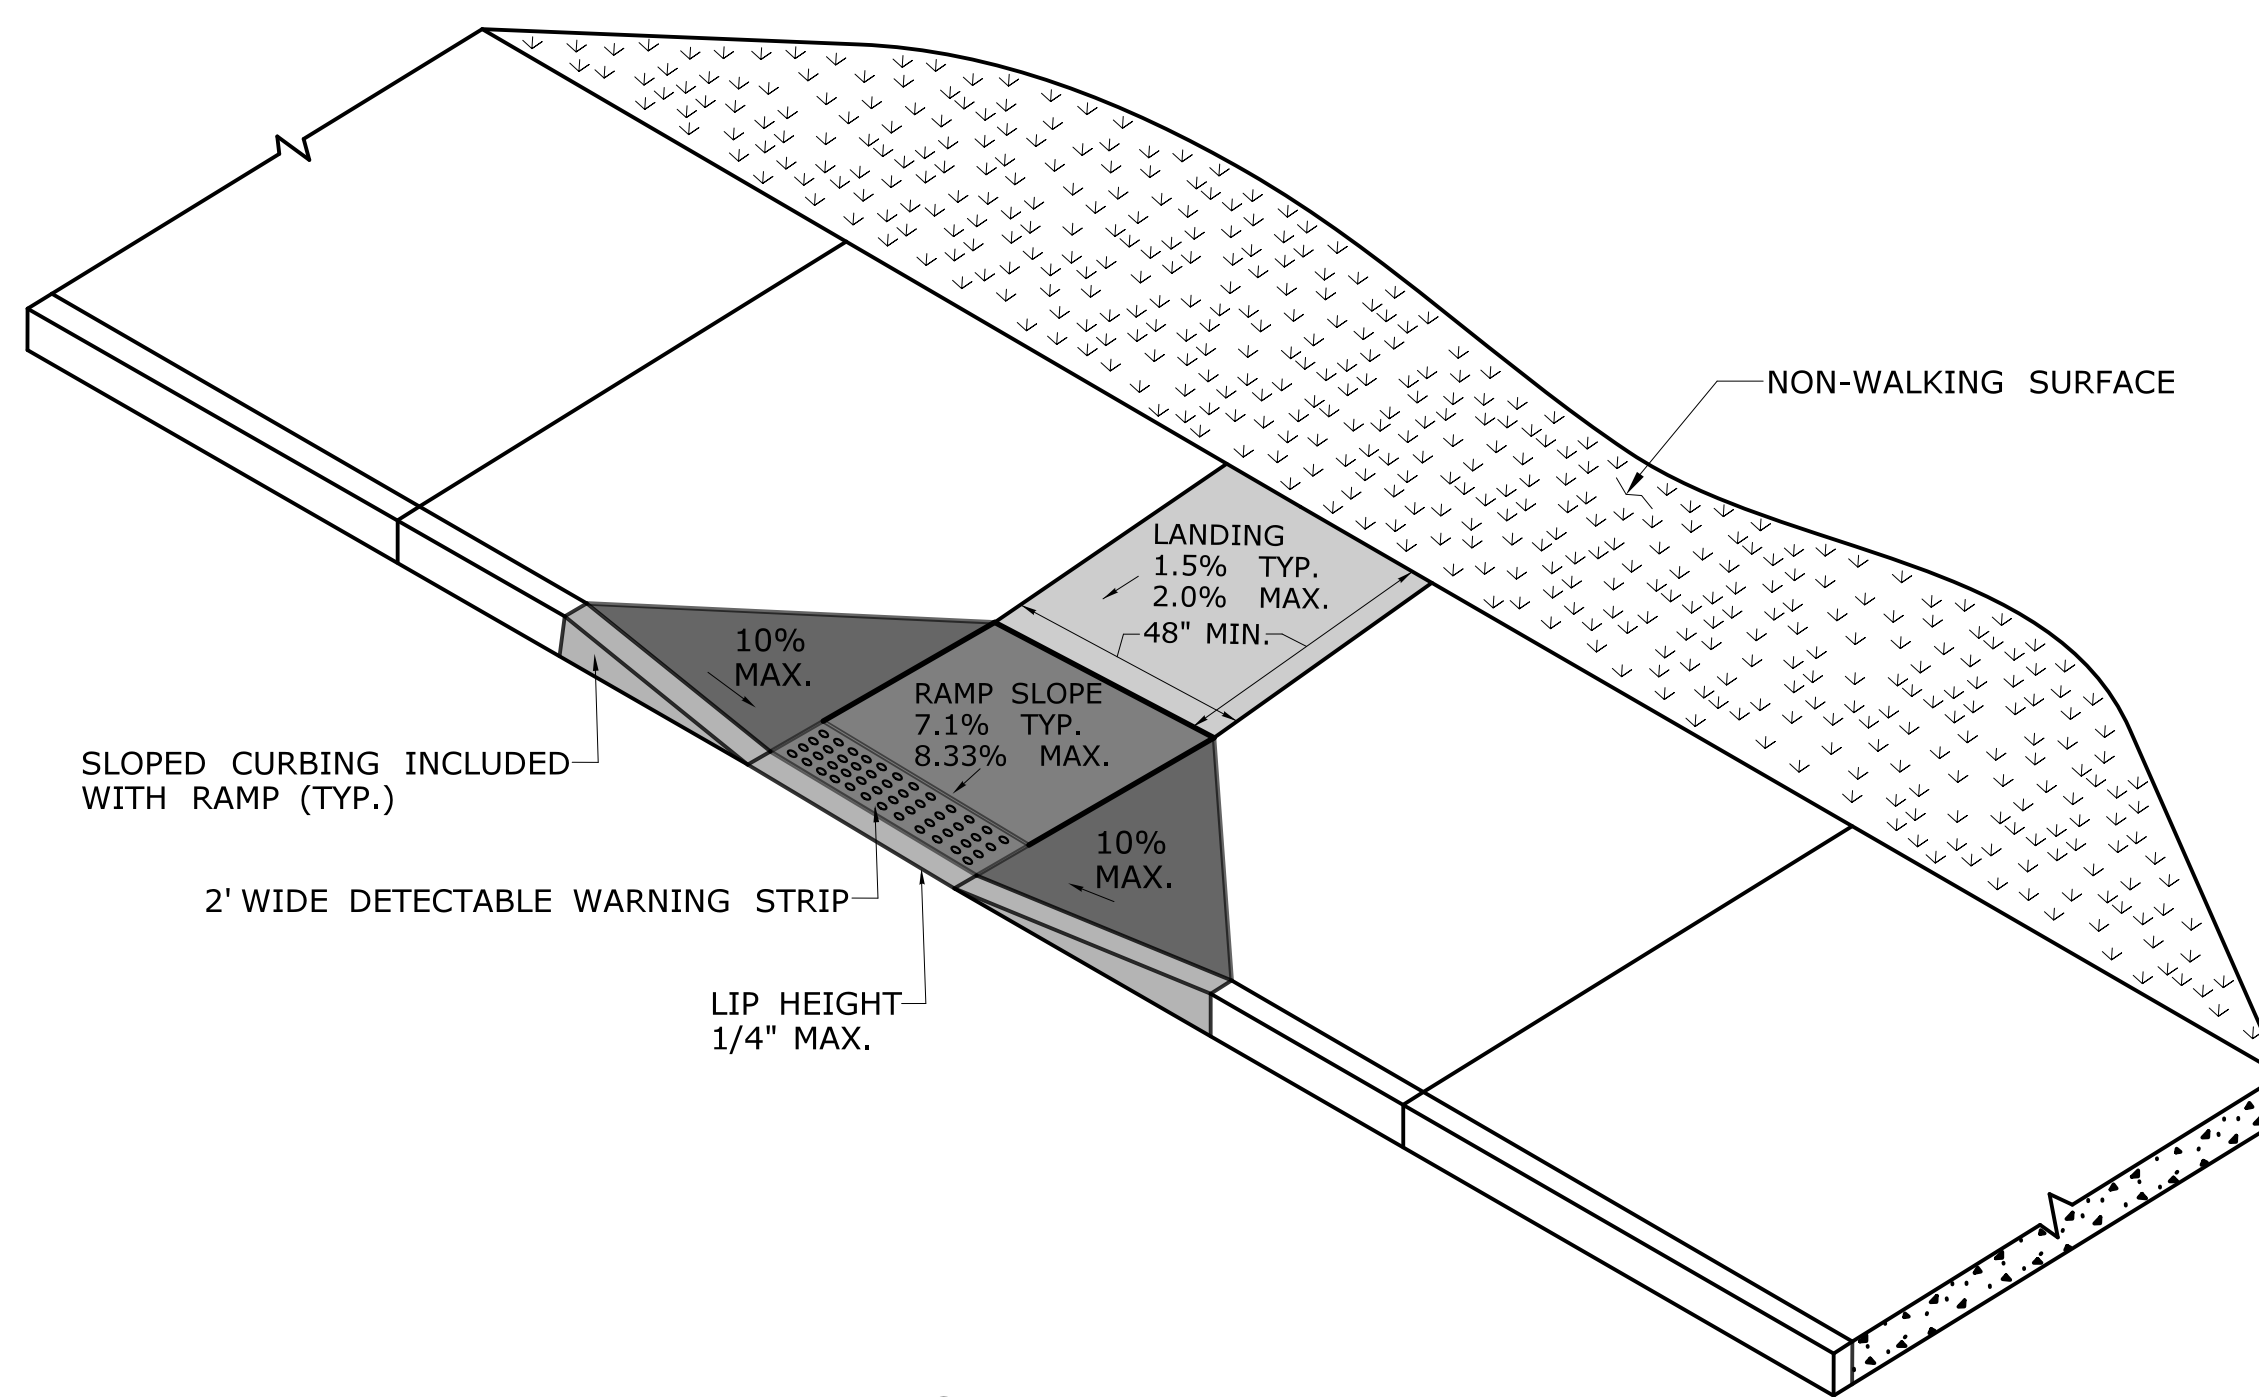 NON-WALKING SURFACE
LANDING
1.5% TYP.
2.0% MAX.
48" MIN.
10%
MAX.
RAMP SLOPE
7.1% TYP.
8.33% MAX.
SLOPED CURBING INCLUDED
WITH RAMP (TYP.)
10%
MAX.
2' WIDE DETECTABLE WARNING STRIP
LIP HEIGHT
1/4" MAX.